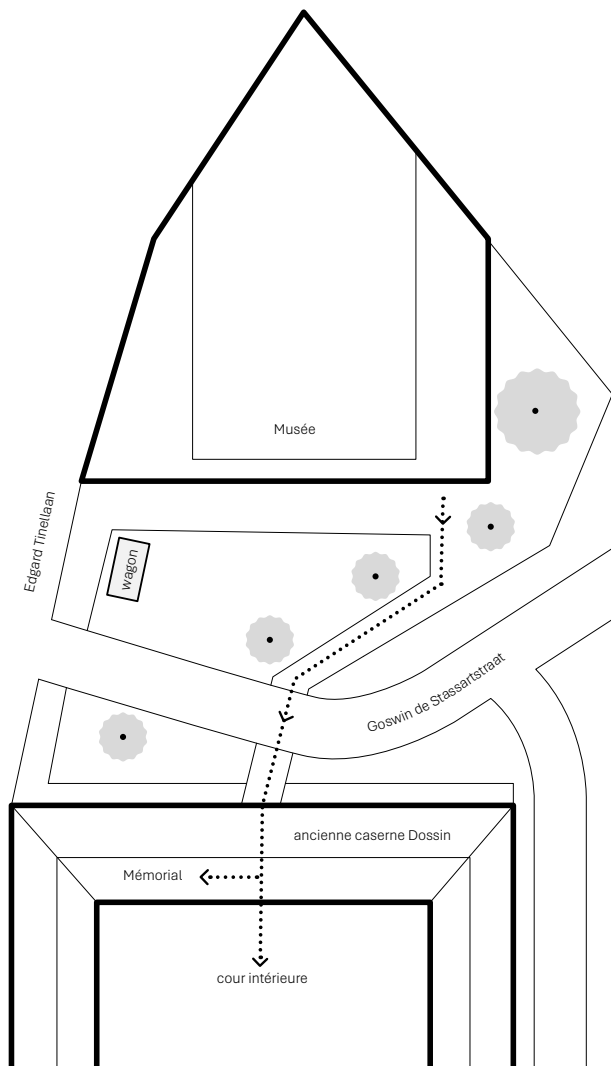 Musée
Edgard Tinellaan
wagon
Goswin de Stassartstraat
ancienne caserne Dossin
Mémorial
cour intérieure